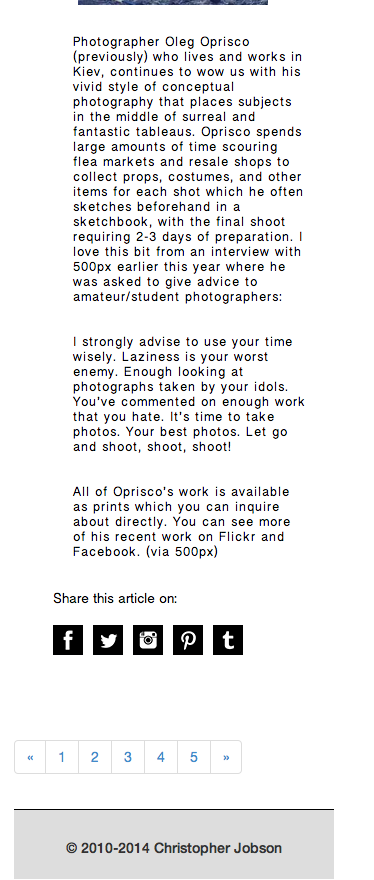 Photographer Oleg Oprisco
(previously) who lives and works in
Kiev, continues to wow us with his
vivid style of conceptual
photography that places subjects
in the middle of surreal and
fantastic tableaus. Oprisco spends
large amounts of time scouring
flea markets and resale shops to
collect props, costumes, and other
items for each shot which he often
sketches beforehand in a
sketchbook, with the final shoot
requiring 2-3 days of preparation. I
love this bit from an interview with
500px earlier this year where he
was asked to give advice to
amateur/student photographers:
I strongly advise to use your time
wisely. Laziness is your worst
enemy. Enough looking at
photographs taken by your idols.
You've commented on enough work
that you hate. It's time to take
photos. Your best photos. Let go
and shoot, shoot, shoot!
All of Oprisco's work is available
as prints which you can inquire
about directly. You can see more
of his recent work on Flickr and
Facebook. (via 500px)
Share this article on:
« 1 2 3 4 5 »
© 2010-2014 Christopher Jobson